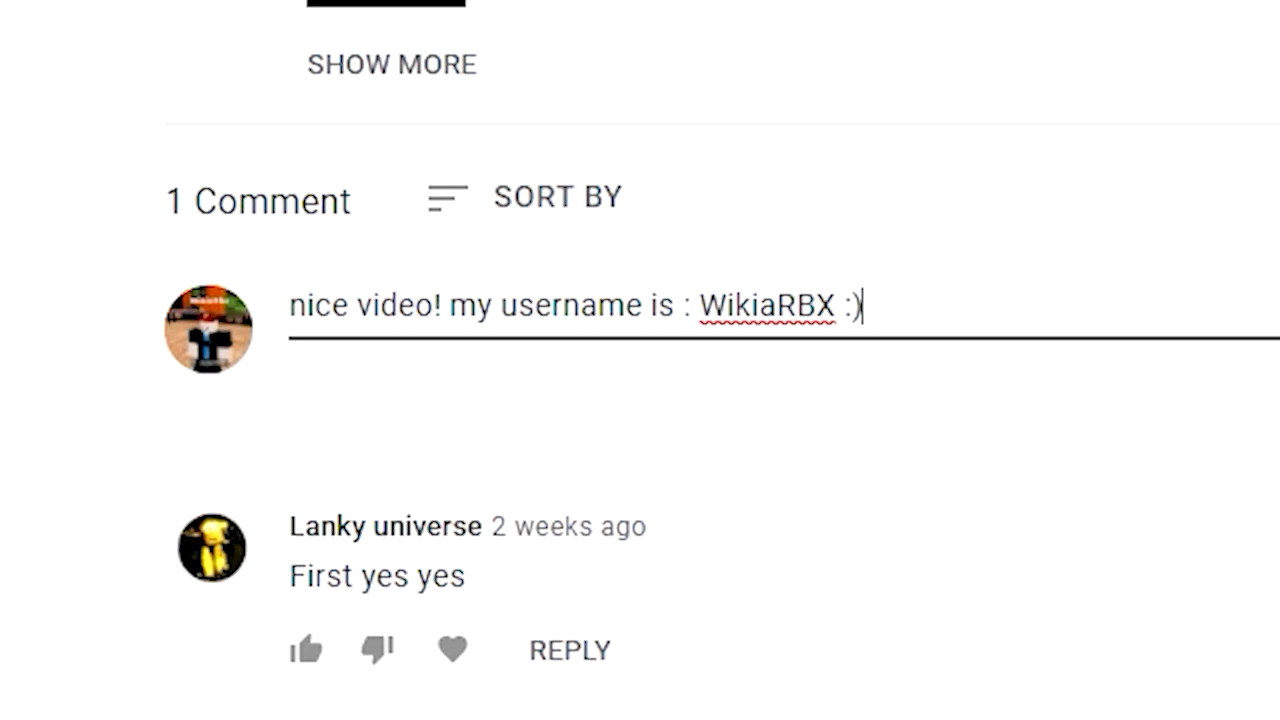 SHOW MORE
1 Comment SORT BY
nice video! my username is : WikiaRBX :)
Lanky universe 2 weeks ago
First yes yes
REPLY